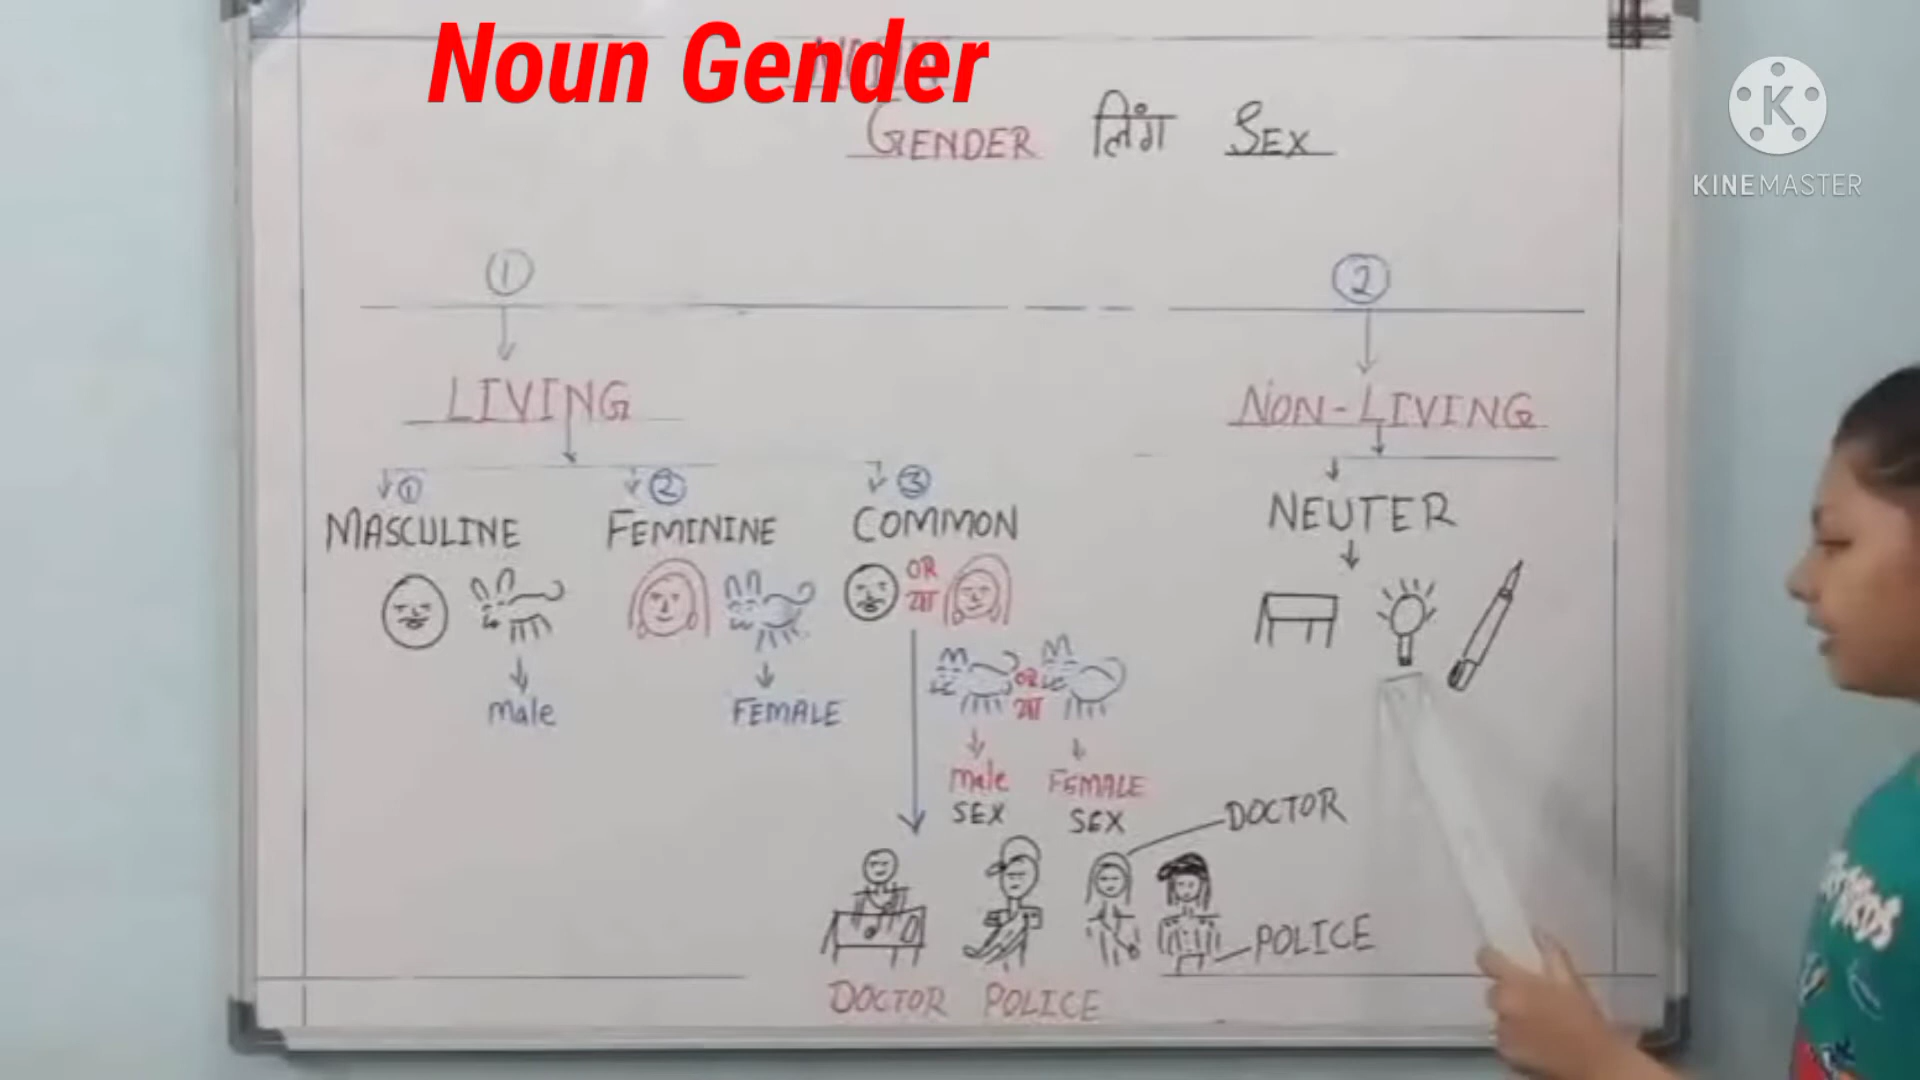 Noun Gender
GENDER लिंग SEX
KINEMASTER
① ②
LIVING NON-LIVING
① ② ③
MASCULINE FEMININE COMMON NEUTER
OR
या
male FEMALE
OR
या
male FEMALE
SEX SEX
DOCTOR
POLICE
DOCTOR POLICE